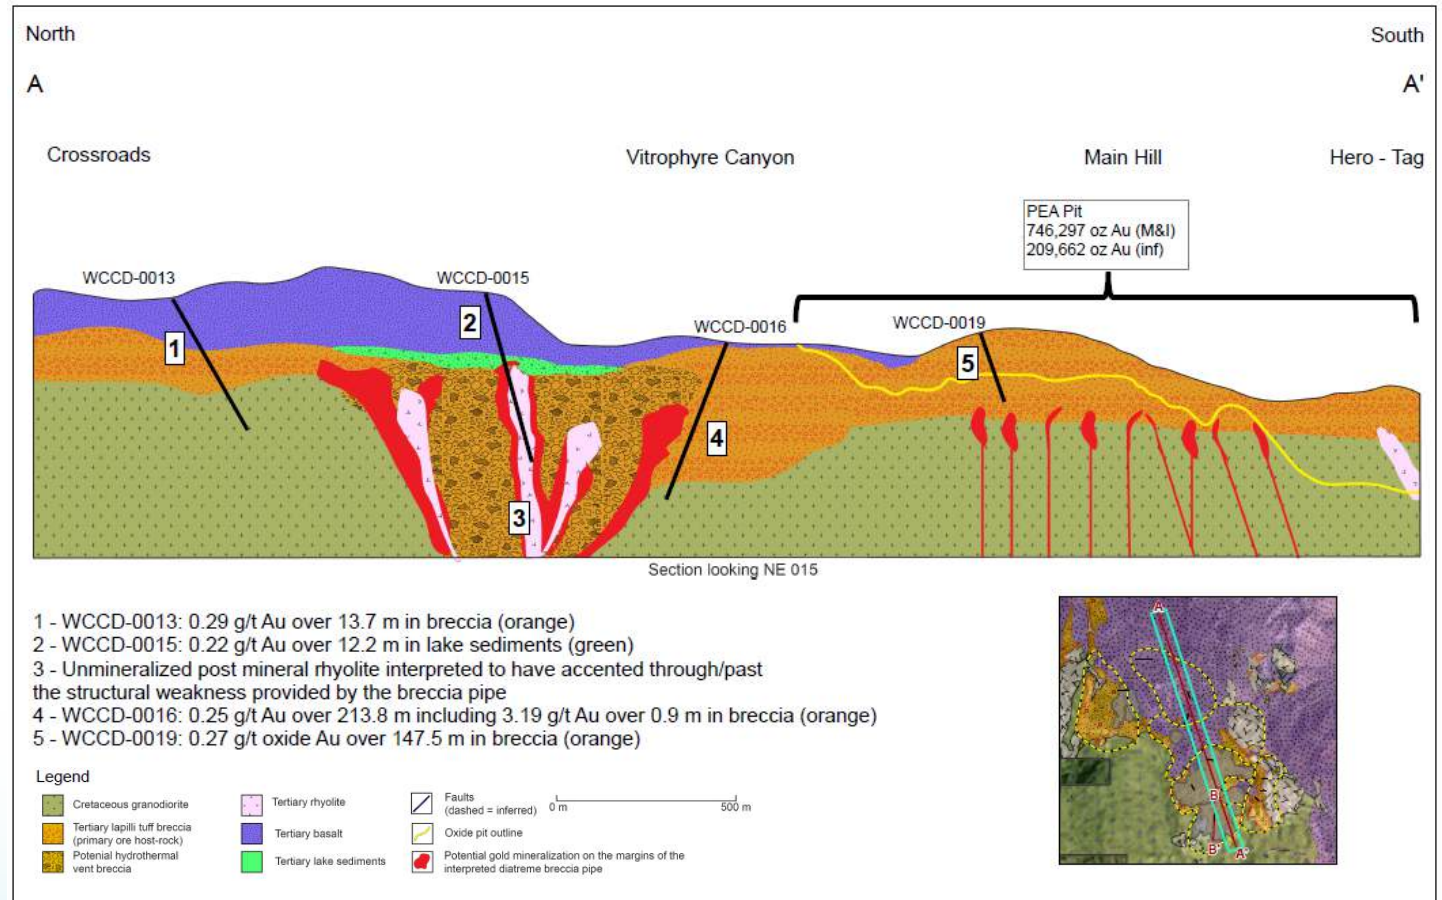 North
South
A
A'
Crossroads
Vitrophyre Canyon
Main Hill
Hero - Tag
PEA Pit
746,297 oz Au (M&I)
209,662 oz Au (inf)
WCCD-0013
WCCD-0015
WCCD-0016
WCCD-0019
1
2
3
4
5
Section looking NE 015
1 - WCCD-0013: 0.29 g/t Au over 13.7 m in breccia (orange)
2 - WCCD-0015: 0.22 g/t Au over 12.2 m in lake sediments (green)
3 - Unmineralized post mineral rhyolite interpreted to have accented through/past
the structural weakness provided by the breccia pipe
4 - WCCD-0016: 0.25 g/t Au over 213.8 m including 3.19 g/t Au over 0.9 m in breccia (orange)
5 - WCCD-0019: 0.27 g/t oxide Au over 147.5 m in breccia (orange)
Legend
Cretaceous granodiorite
Tertiary lapilli tuff breccia
(primary ore host-rock)
Potenial hydrothermal
vent breccia
Tertiary rhyolite
Tertiary basalt
Tertiary lake sediments
Faults
(dashed = inferred)
Oxide pit outline
Potential gold mineralization on the margins of the
interpreted diatreme breccia pipe
0 m
500 m
A
B
B'
A'